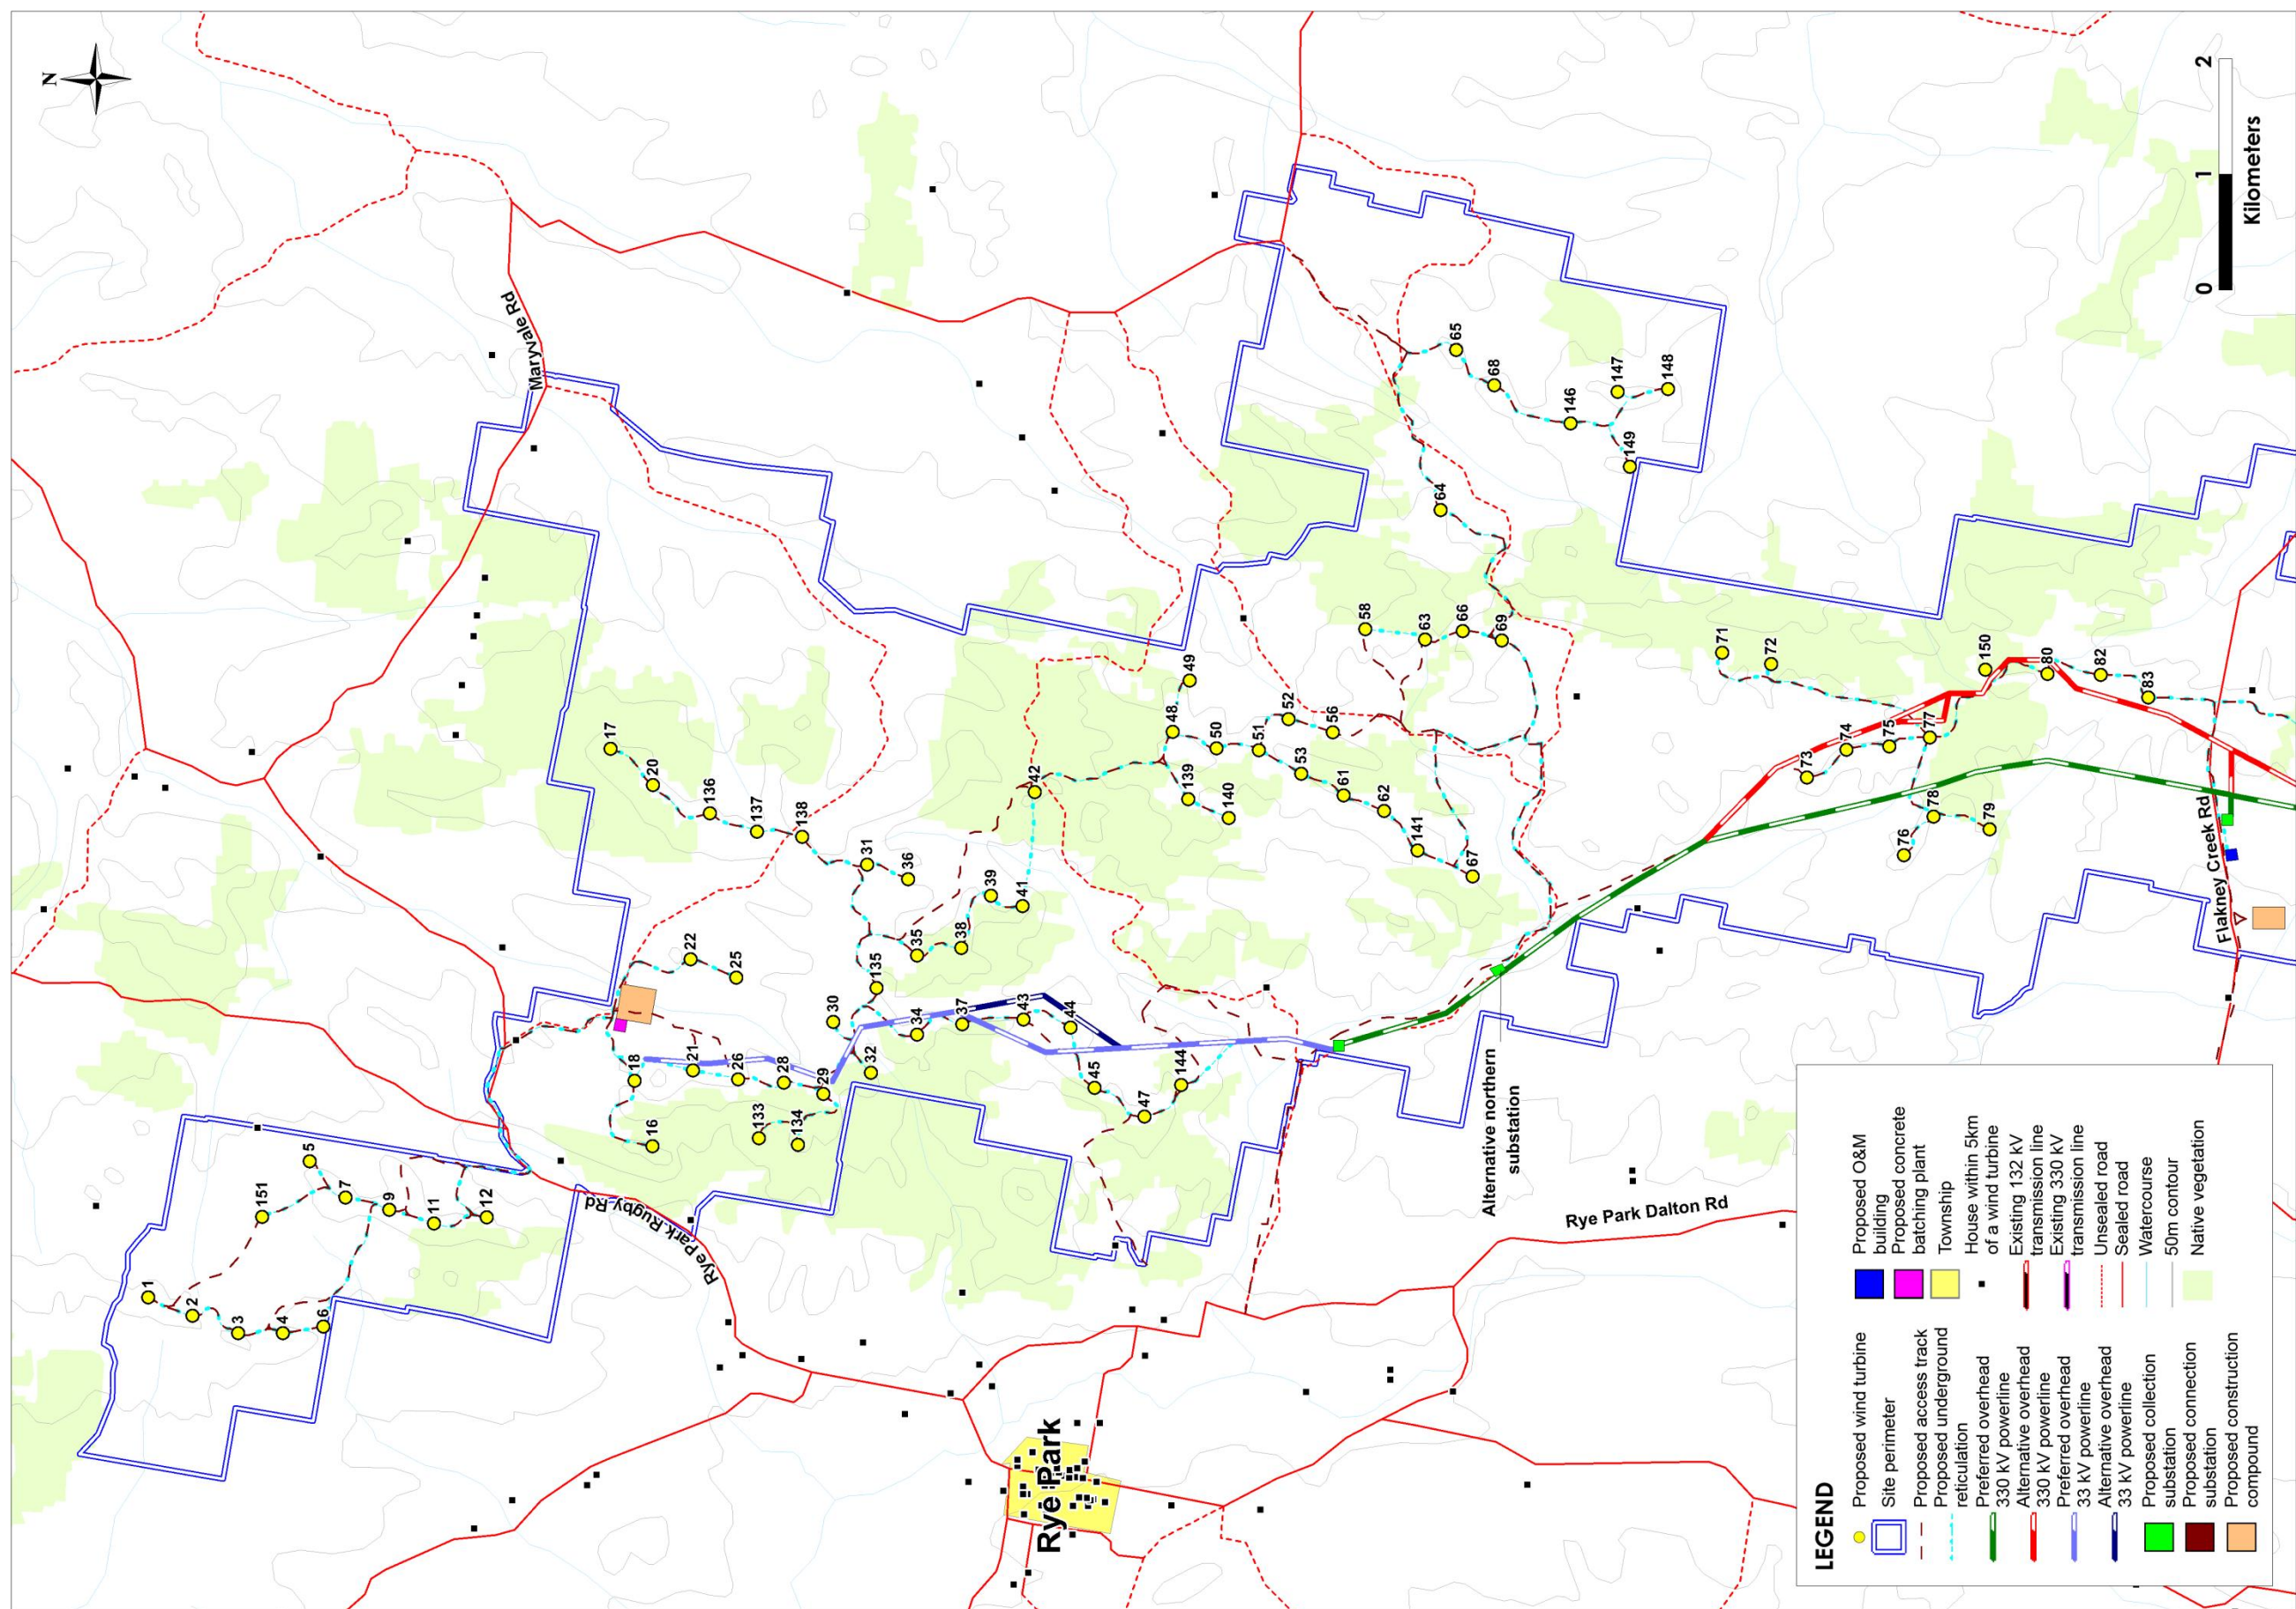 N
1
2
3
4
6
151
5
7
9
11
12
Rye Park-Rugby Rd
Maryvale Rd
17
20
136
137
138
31
36
22
25
18
16
21
26
28
29
133
134
30
32
135
34
35
38
39
41
37
43
44
42
45
47
144
48
49
50
139
140
51
52
53
56
61
62
141
67
58
63
66
69
64
65
68
146
147
148
149
71
72
73
74
75
77
76
78
79
150
80
82
83
Rye Park
Alternative northern
substation
Rye Park Dalton Rd
Flakney Creek Rd
0 1 2
Kilometers
LEGEND
Proposed wind turbine
Site perimeter
Proposed access track
Proposed underground
reticulation
Preferred overhead
330 kV powerline
Alternative overhead
330 kV powerline
Preferred overhead
33 kV powerline
Alternative overhead
33 kV powerline
Proposed collection
substation
Proposed connection
substation
Proposed construction
compound
Proposed O&M
building
Proposed concrete
batching plant
Township
House within 5km
of a wind turbine
Existing 132 kV
transmission line
Existing 330 kV
transmission line
Unsealed road
Sealed road
Watercourse
50m contour
Native vegetation